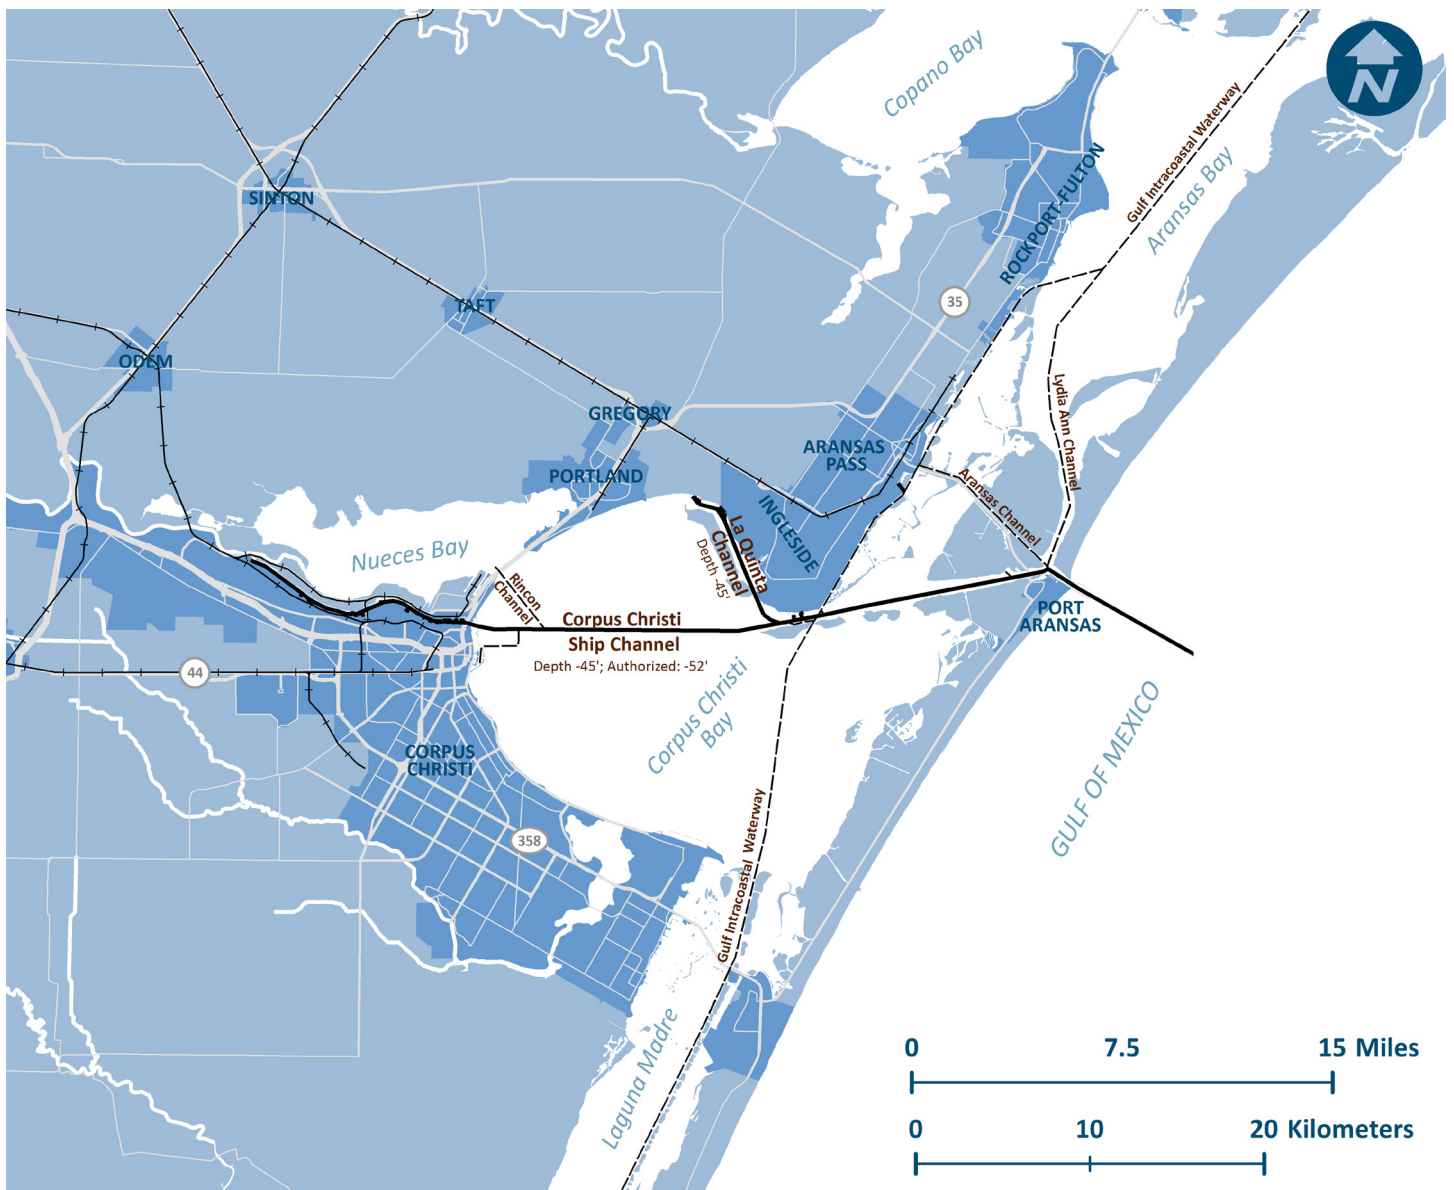 Copano Bay
N
Gulf Intracoastal Waterway
Aransas Bay
ROCKPORT-FULTON
SINTON
35
TAFT
ODEM
Lydia Ann Channel
GREGORY
ARANSAS
PASS
PORTLAND
Aransas Channel
INGLESIDE
La Quinta
Channel
Depth -45'
Nueces Bay
Rincon
Channel
Corpus Christi
Ship Channel
Depth -45'; Authorized: -52'
PORT
ARANSAS
44
Corpus Christi
Bay
GULF OF MEXICO
CORPUS
CHRISTI
358
Gulf Intracoastal Waterway
Laguna Madre
0 7.5 15 Miles
0 10 20 Kilometers